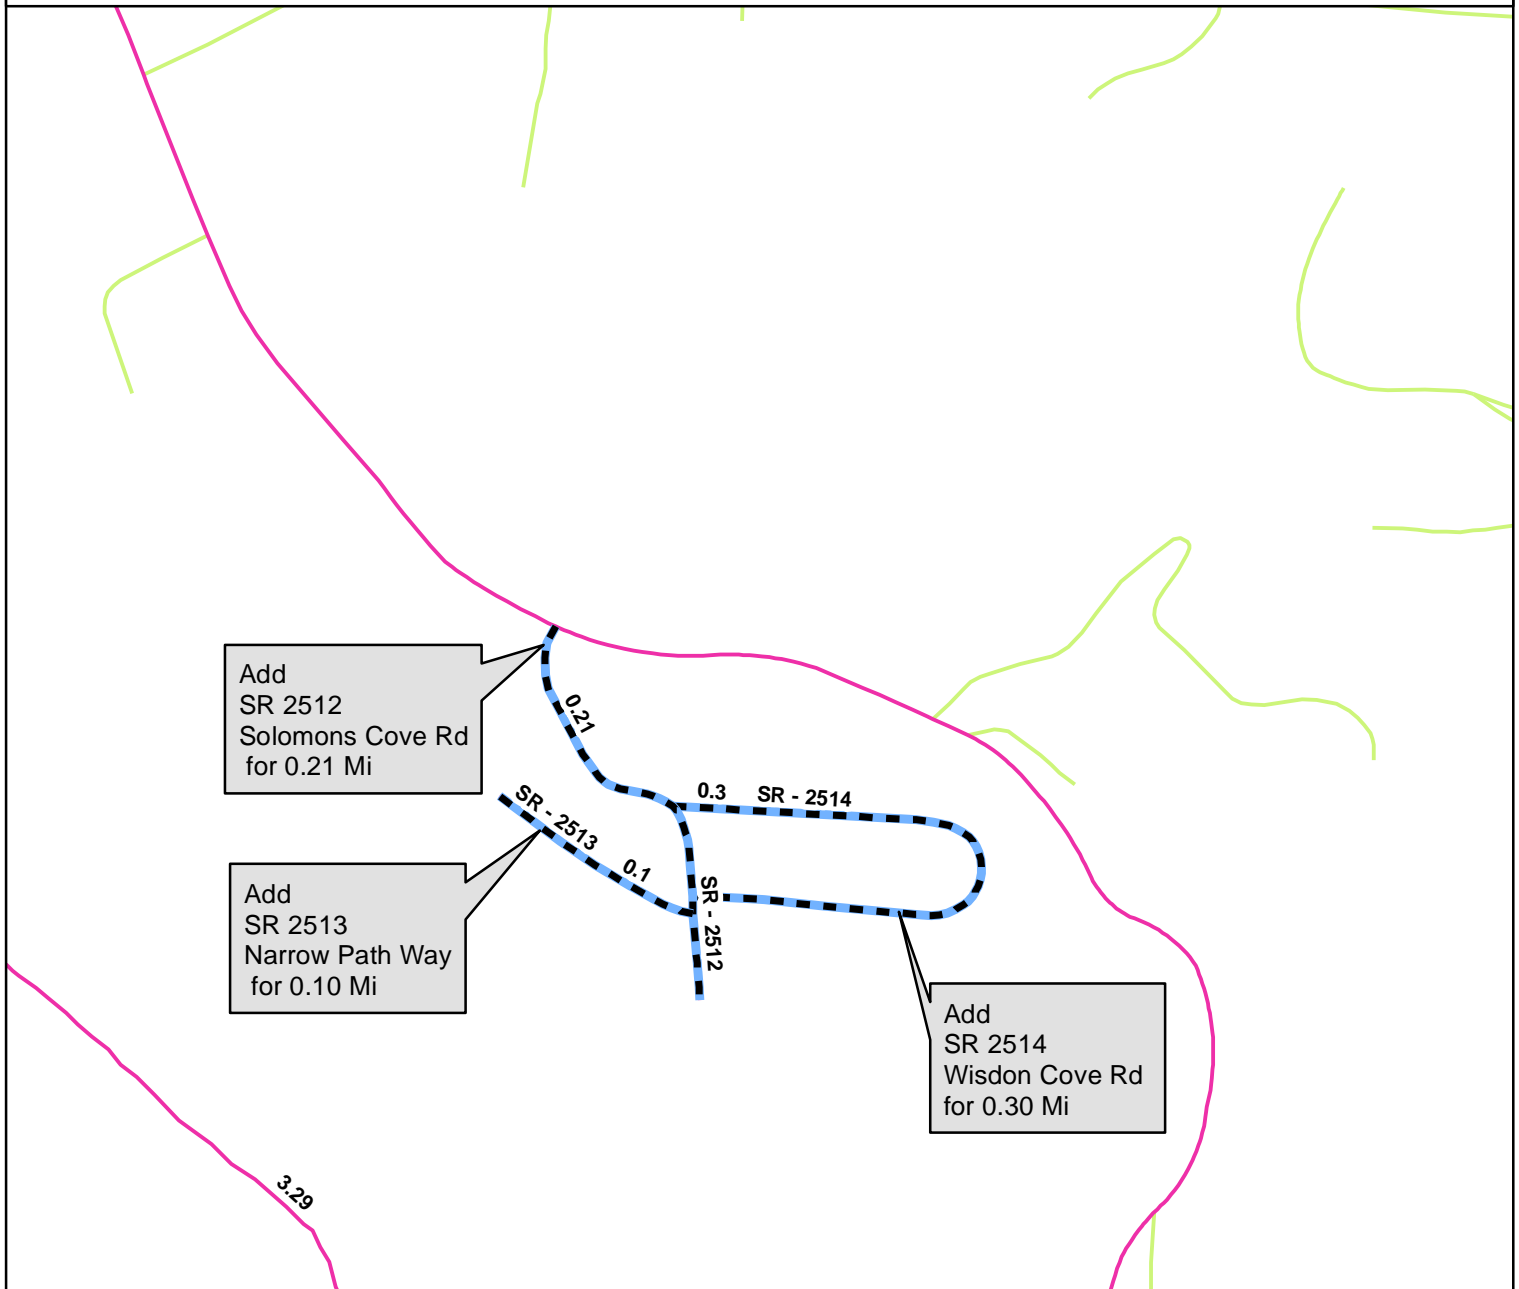 Add
SR 2512
Solomons Cove Rd
for 0.21 Mi
0.21
0.3
SR - 2514
SR - 2513
0.1
SR - 2512
Add
SR 2513
Narrow Path Way
for 0.10 Mi
Add
SR 2514
Wisdon Cove Rd
for 0.30 Mi
3.29